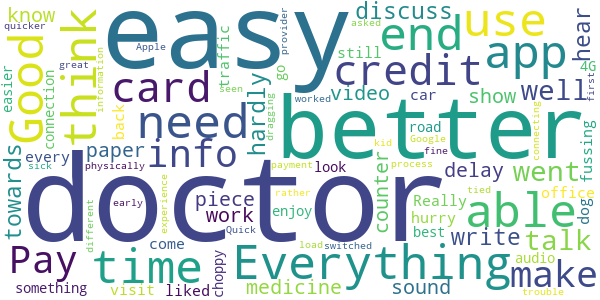 know
quicker
Good
easier
connection
think
information
great
Apple
easy
traffic
seen
dragging
go
asked
provider
discuss
still
end
use
app
hear
4G
first
credit
well
card
need
hardly
video
car
show
connecting
fussing
back
every
paper
info
better
road
Google
kid
fine
delay
towards
sick
physically
doctor
look
payment
process
went
office
dog
piece
work
early
rather
enjoy
counter
tied
Really
hurry
best
able
write
talk
Pay
time
different
experience
come
Quick
Everything
load
switched
choppy
something
visit
liked
medicine
sound
audio
make
trouble
worked